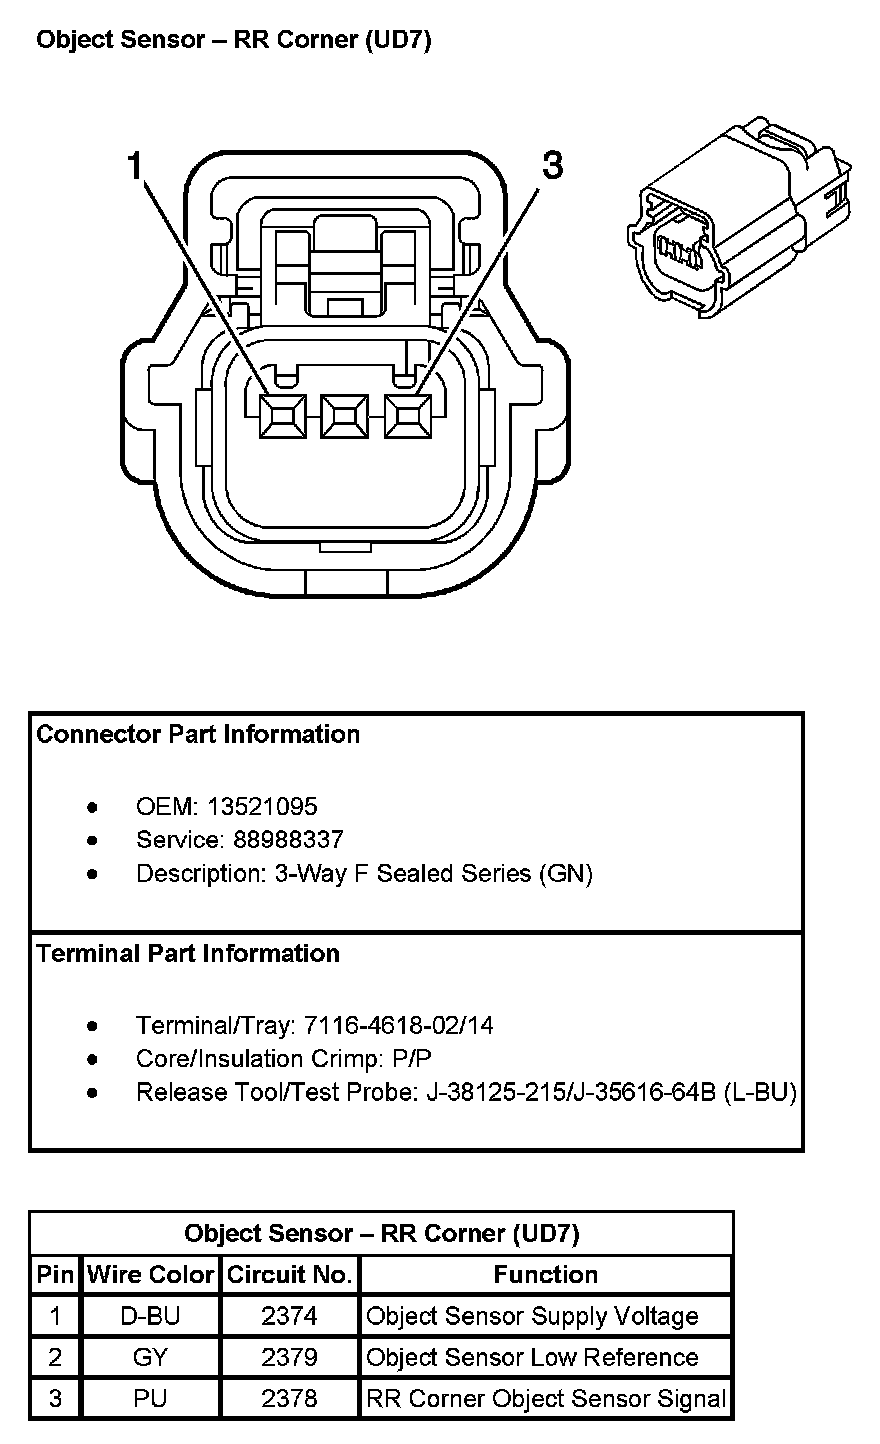 Object Sensor – RR Corner (UD7)
1
3
Connector Part Information
• OEM: 13521095
• Service: 88988337
• Description: 3-Way F Sealed Series (GN)
Terminal Part Information
• Terminal/Tray: 7116-4618-02/14
• Core/Insulation Crimp: P/P
• Release Tool/Test Probe: J-38125-215/J-35616-64B (L-BU)
Object Sensor – RR Corner (UD7)
Pin Wire Color Circuit No. Function
1 D-BU 2374 Object Sensor Supply Voltage
2 GY 2379 Object Sensor Low Reference
3 PU 2378 RR Corner Object Sensor Signal